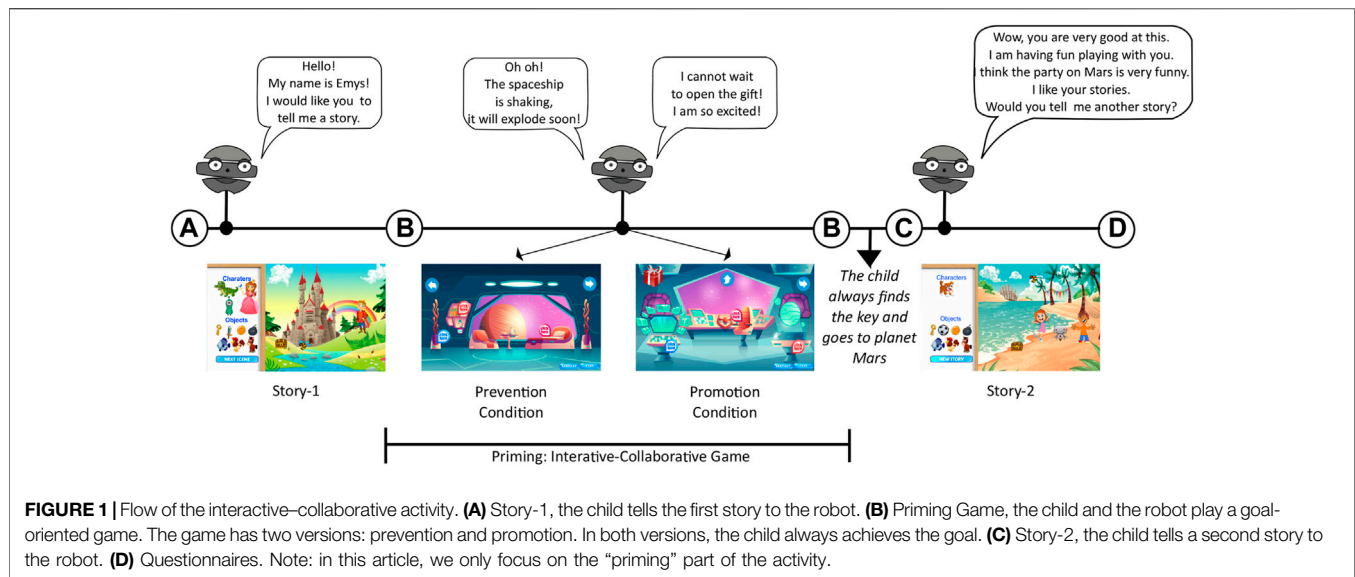 Hello!
My name is Emys!
I would like you to
tell me a story.
Oh oh!
The spaceship
is shaking,
it will explode soon!
I cannot wait
to open the gift!
I am so excited!
Wow, you are very good at this.
I am having fun playing with you.
I think the party on Mars is very funny.
I like your stories.
Would you tell me another story?
A
B
B
C
D
Charaters
Objects
NEXT SCENE
Story-1
Prevention
Condition
Promotion
Condition
The child
always finds
the key and
goes to planet
Mars
Characters
Objects
NEW STORY
Story-2
Priming: Interative-Collaborative Game
FIGURE 1 | Flow of the interactive–collaborative activity. (A) Story-1, the child tells the first story to the robot. (B) Priming Game, the child and the robot play a goal-
oriented game. The game has two versions: prevention and promotion. In both versions, the child always achieves the goal. (C) Story-2, the child tells a second story to
the robot. (D) Questionnaires. Note: in this article, we only focus on the “priming” part of the activity.